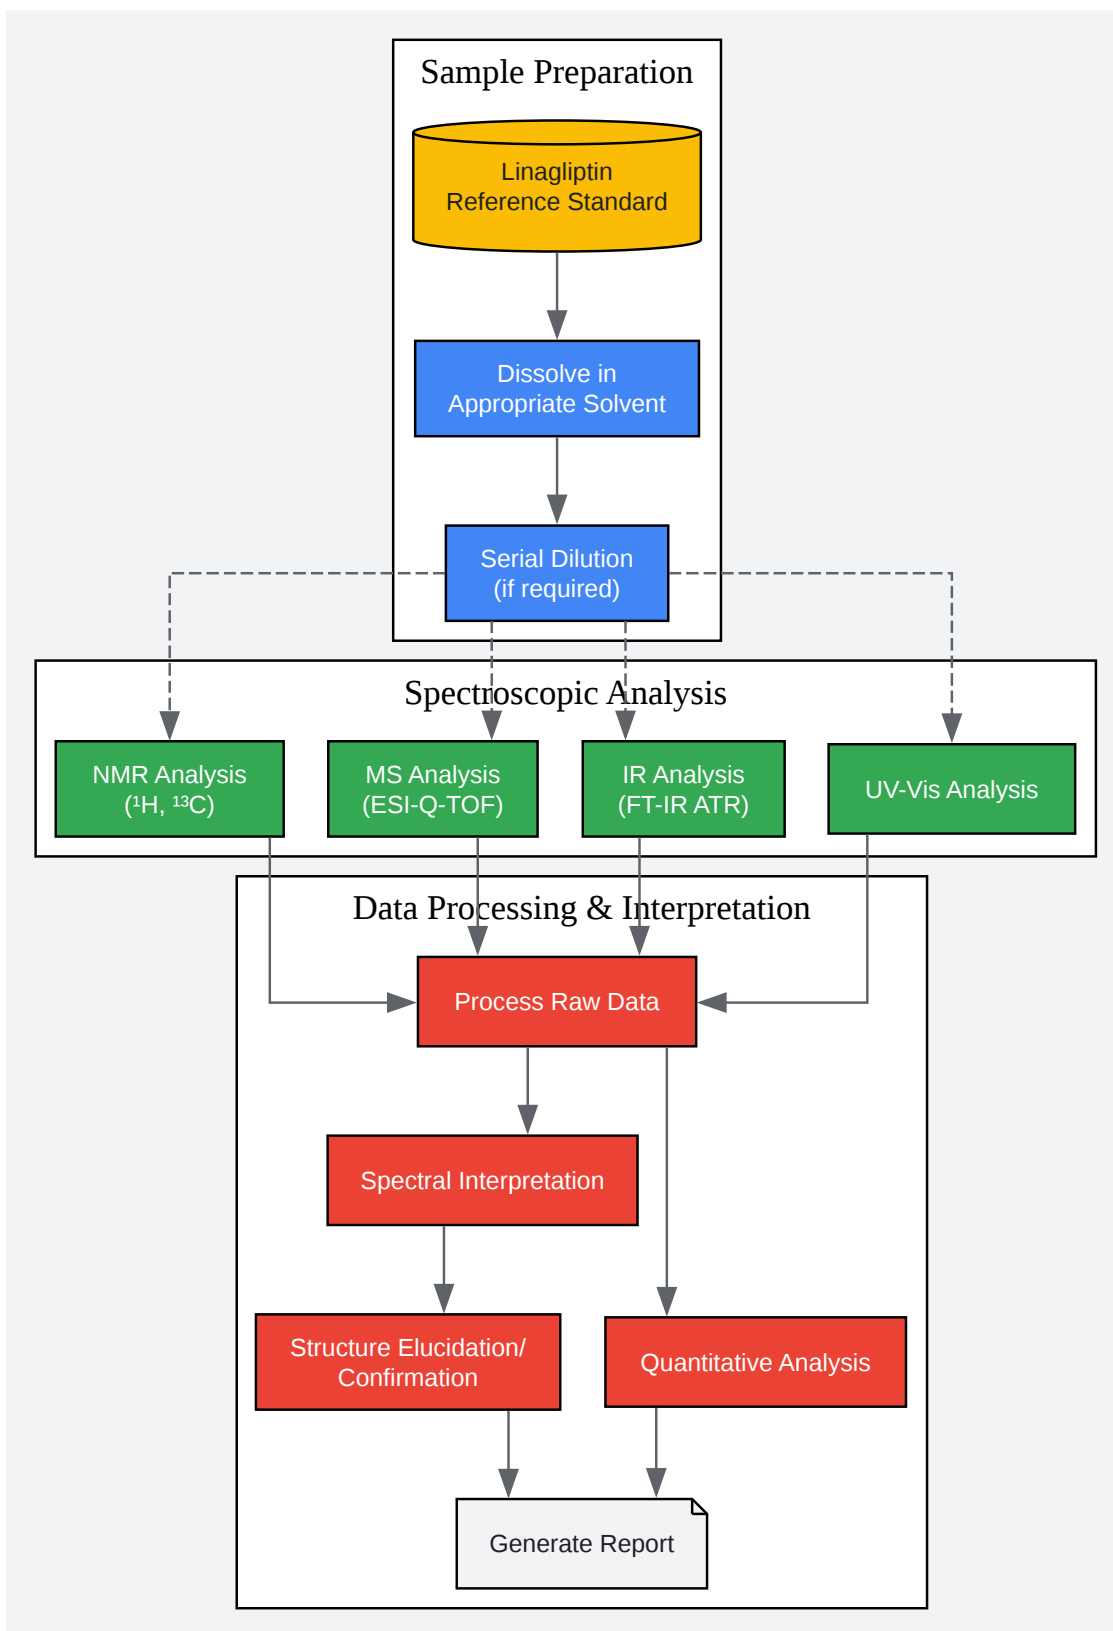 Sample Preparation
Linagliptin
Reference Standard
Dissolve in
Appropriate Solvent
Serial Dilution
(if required)
Spectroscopic Analysis
NMR Analysis
(¹H, ¹³C)
MS Analysis
(ESI-Q-TOF)
IR Analysis
(FT-IR ATR)
UV-Vis Analysis
Data Processing & Interpretation
Process Raw Data
Spectral Interpretation
Structure Elucidation/
Confirmation
Quantitative Analysis
Generate Report